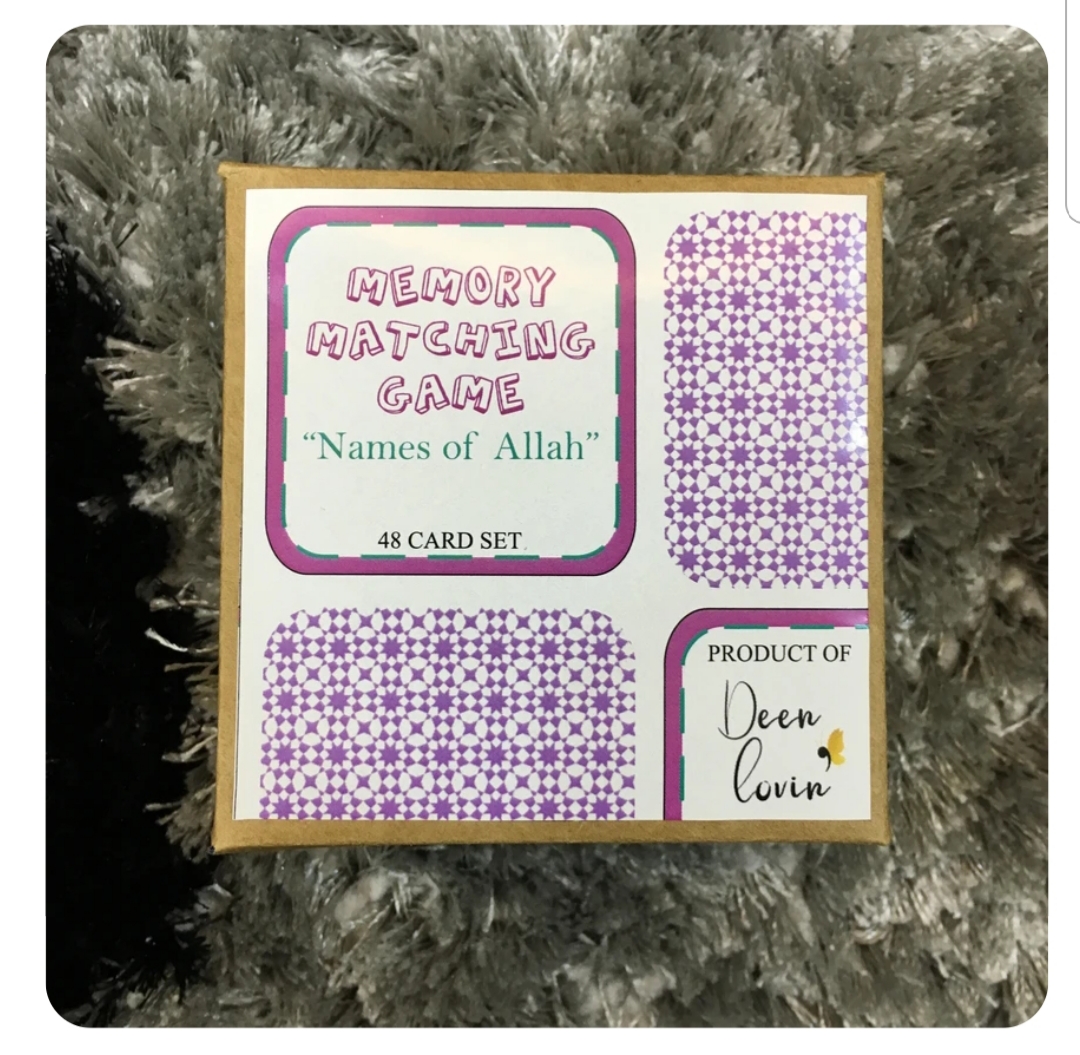 MEMORY
MATCHING
GAME
“Names of Allah”
48 CARD SET
PRODUCT OF
Deen
lovin’